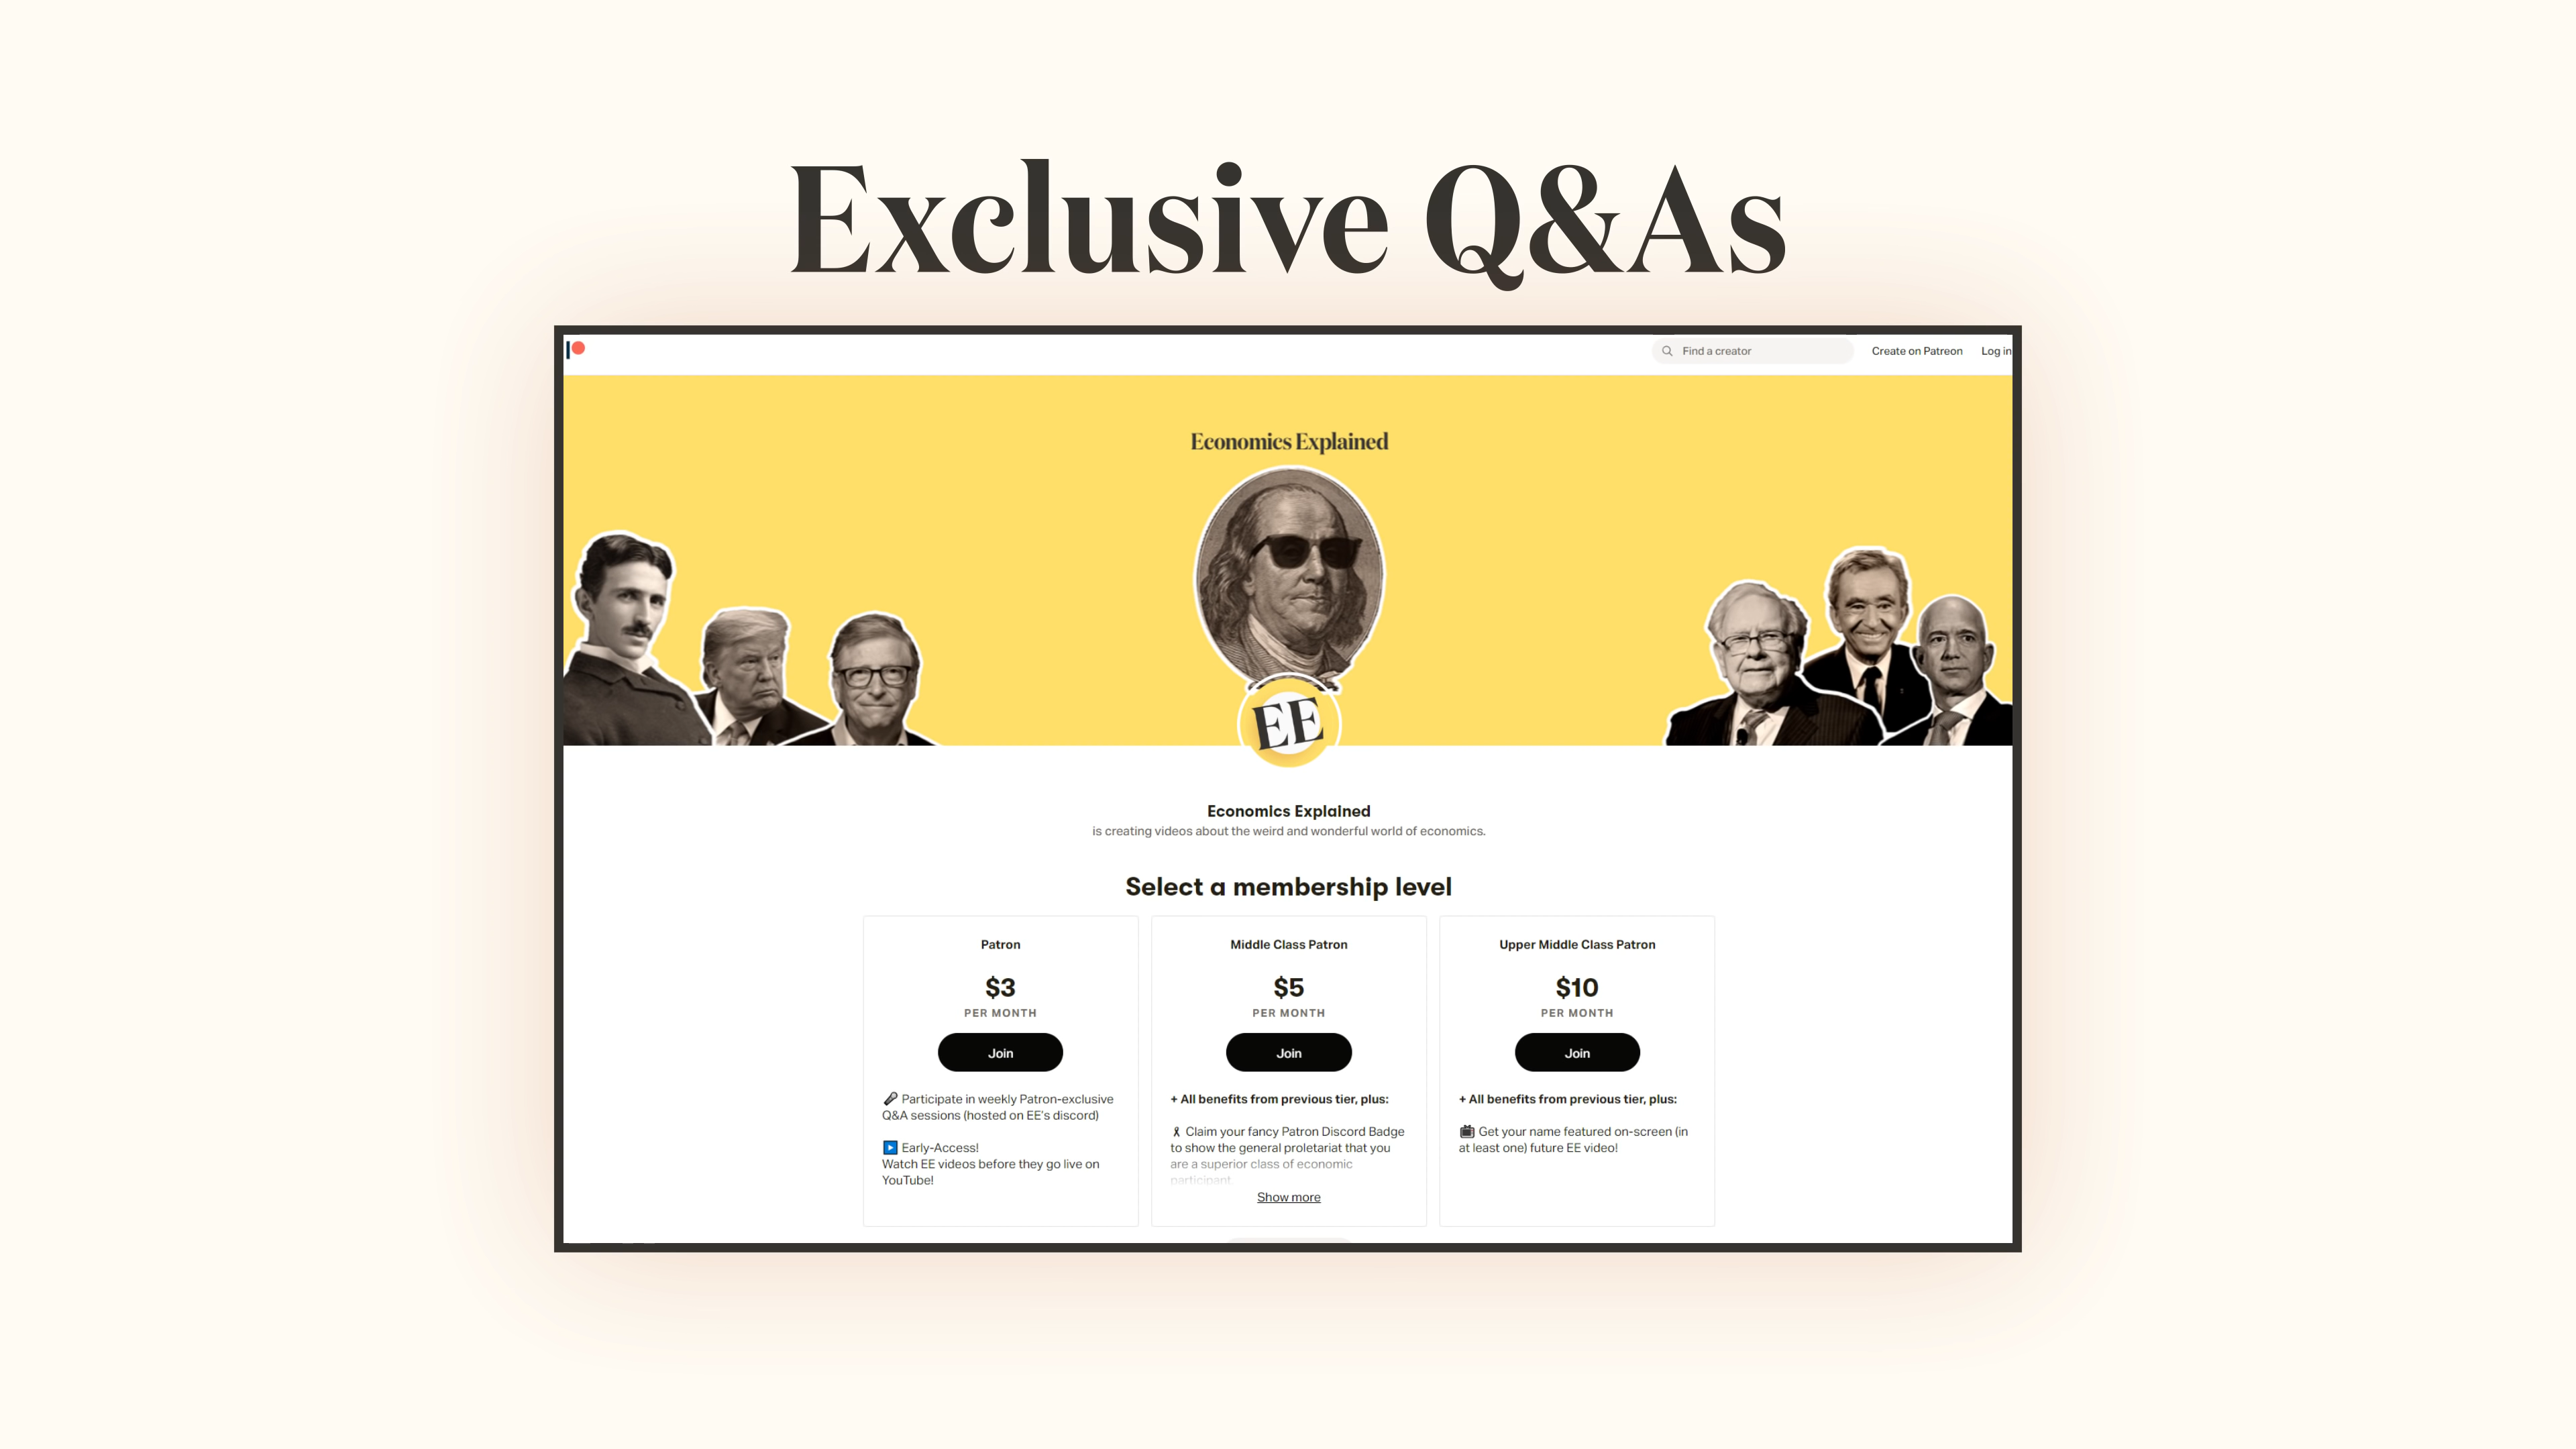 Exclusive Q&As
Find a creator
Create on Patreon
Log in
Economics Explained
EE
Economics Explained
is creating videos about the weird and wonderful world of economics.
Select a membership level
Patron
$3
PER MONTH
Join
🎤 Participate in weekly Patron-exclusive
Q&A sessions (hosted on EE's discord)
▶️ Early-Access!
Watch EE videos before they go live on
YouTube!
Middle Class Patron
$5
PER MONTH
Join
+ All benefits from previous tier, plus:
🎗 Claim your fancy Patron Discord Badge
to show the general proletariat that you
are a superior class of economic
participant.
Show more
Upper Middle Class Patron
$10
PER MONTH
Join
+ All benefits from previous tier, plus:
📺 Get your name featured on-screen (in
at least one) future EE video!